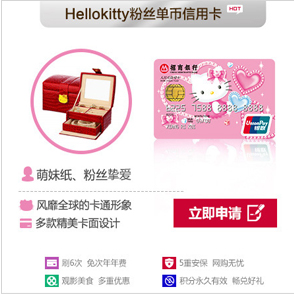 Hellokitty粉丝单币信用卡 HOT
招商银行
UnionPay
银联
萌妹纸、粉丝挚爱
风靡全球的卡通形象
多款精美卡面设计
立即申请
刷6次 免次年年费
5重安保 网购无忧
观影美食 多重优惠
积分永久有效 畅兑好礼